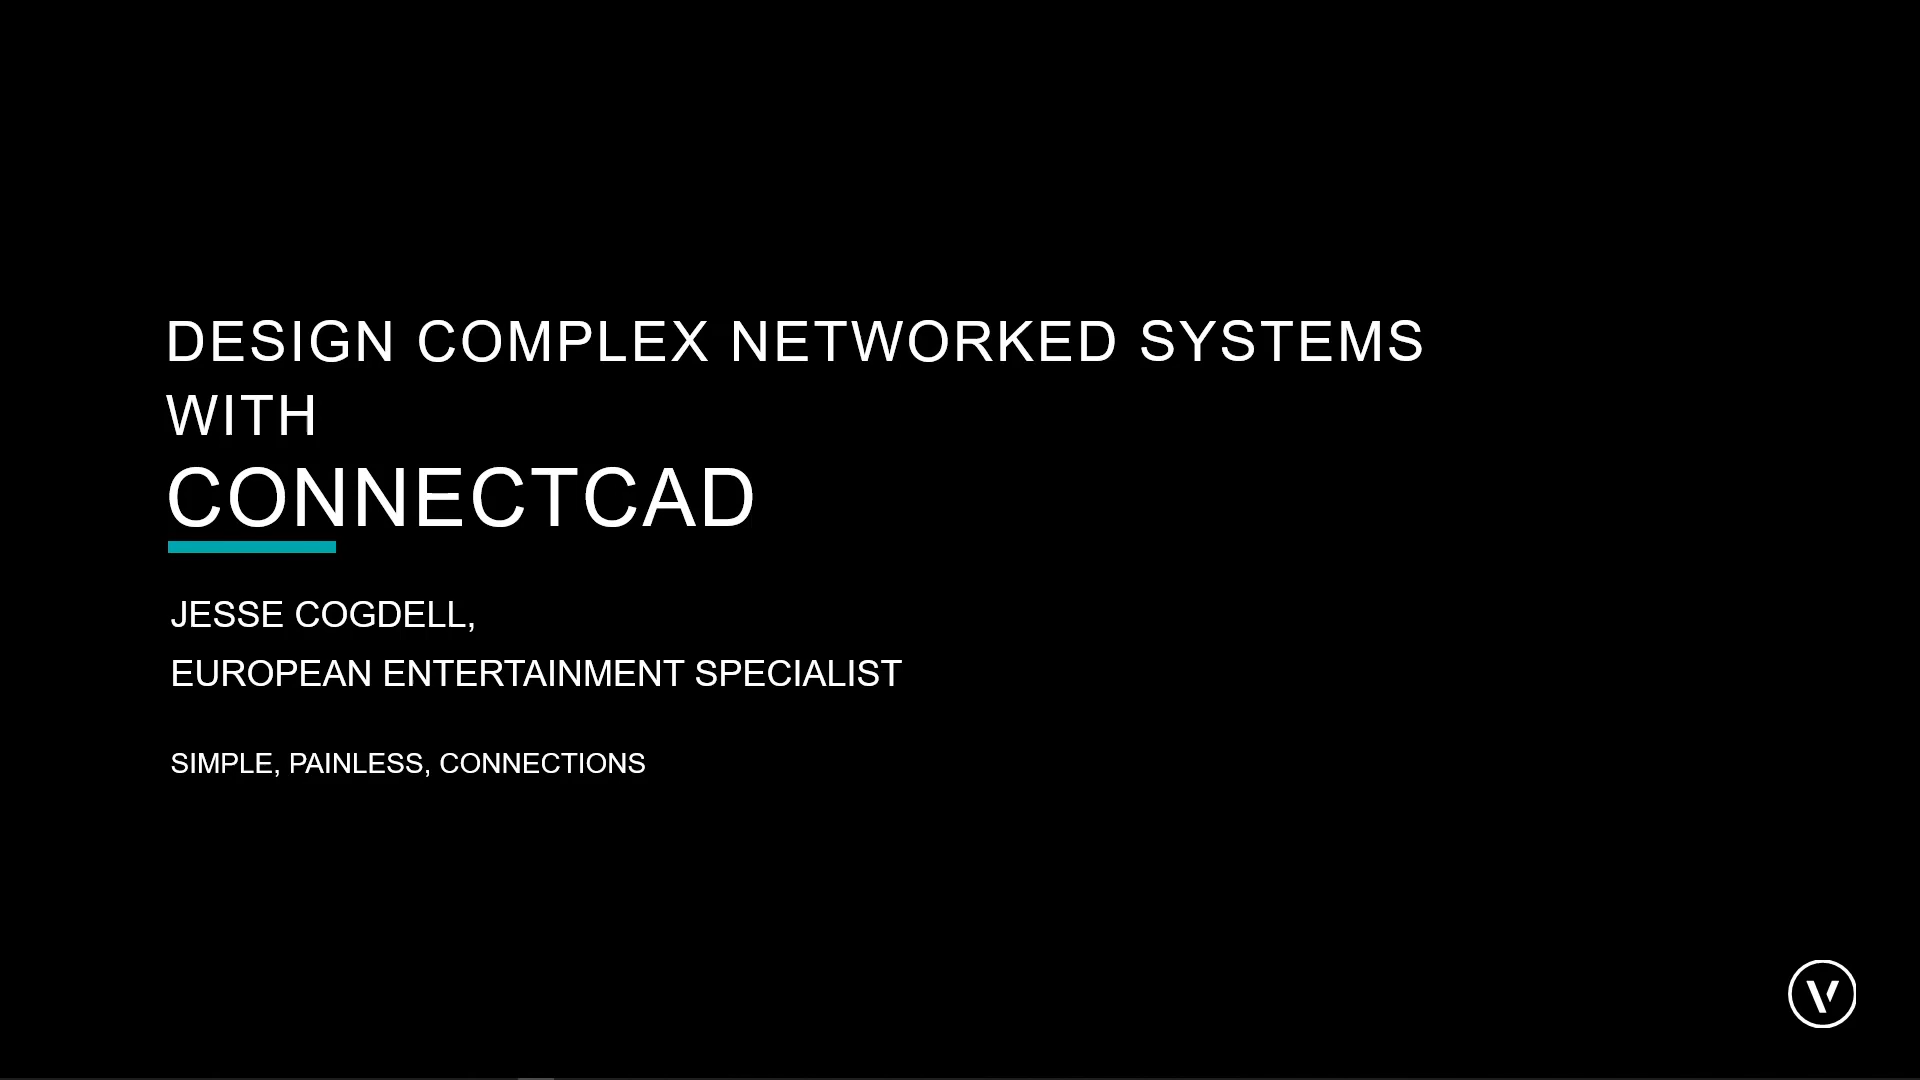 DESIGN COMPLEX NETWORKED SYSTEMS
WITH
CONNECTCAD
JESSE COGDELL,
EUROPEAN ENTERTAINMENT SPECIALIST
SIMPLE, PAINLESS, CONNECTIONS
V